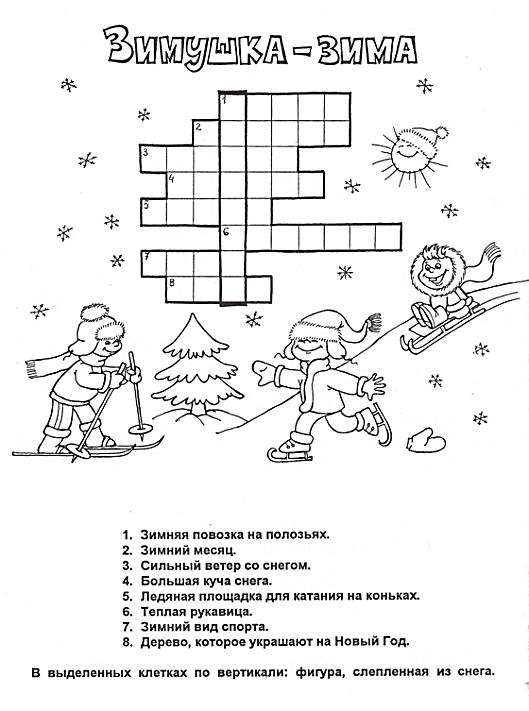 Зимушка-зима
1
2
3
4
5
6
7
8
1. Зимняя повозка на полозьях.
2. Зимний месяц.
3. Сильный ветер со снегом.
4. Большая куча снега.
5. Ледяная площадка для катания на коньках.
6. Теплая рукавица.
7. Зимний вид спорта.
8. Дерево, которое украшают на Новый Год.
В выделенных клетках по вертикали: фигура, слепленная из снега.